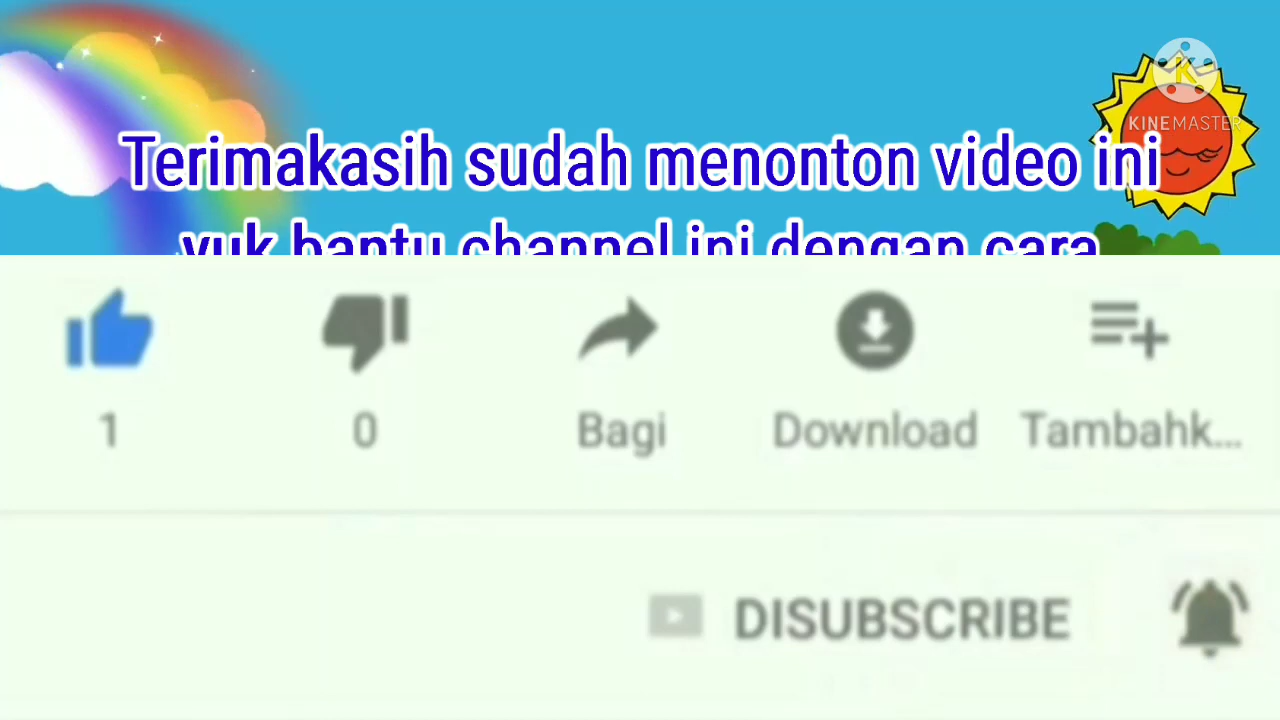 KINEMASTER
Terimakasih sudah menonton video ini
yuk bantu channel ini dengan cara
1 0 Bagi Download Tambahk...
DISUBSCRIBE